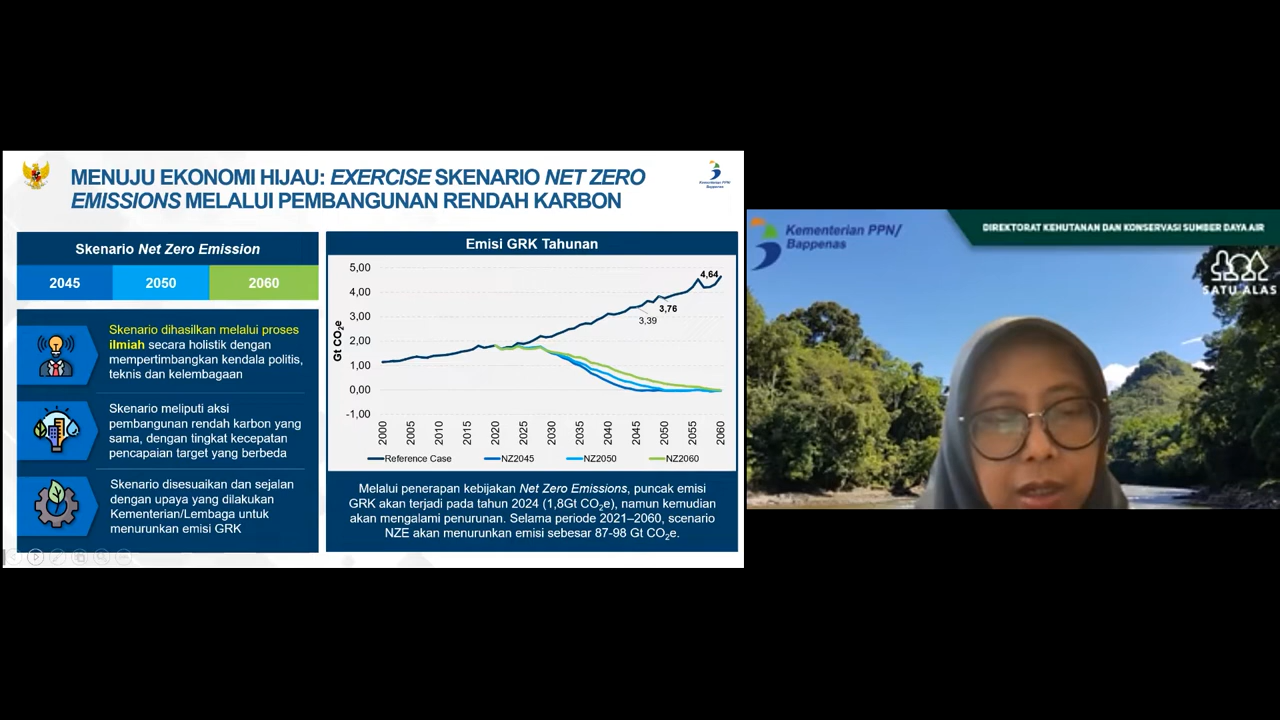 MENUJU EKONOMI HIJAU: EXERCISE SKENARIO NET ZERO
EMISSIONS MELALUI PEMBANGUNAN RENDAH KARBON
Kementerian PPN/
Bappenas
Skenario Net Zero Emission
2045 2050 2060
Skenario dihasilkan melalui proses
ilmiah secara holistik dengan
mempertimbangkan kendala politis,
teknis dan kelembagaan
Skenario meliputi aksi
pembangunan rendah karbon yang
sama, dengan tingkat kecepatan
pencapaian target yang berbeda
Skenario disesuaikan dan sejalan
dengan upaya yang dilakukan
Kementerian/Lembaga untuk
menurunkan emisi GRK
Emisi GRK Tahunan
Gt CO₂e
5,00
4,00
3,00
2,00
1,00
0,00
-1,00
4,64
3,76
3,39
2000 2005 2010 2015 2020 2025 2030 2035 2040 2045 2050 2055 2060
Reference Case NZ2045 NZ2050 NZ2060
Melalui penerapan kebijakan Net Zero Emissions, puncak emisi
GRK akan terjadi pada tahun 2024 (1,8Gt CO₂e), namun kemudian
akan mengalami penurunan. Selama periode 2021–2060, scenario
NZE akan menurunkan emisi sebesar 87-98 Gt CO₂e.
Kementerian PPN/
Bappenas
DIREKTORAT KEHUTANAN DAN KONSERVASI SUMBER DAYA AIR
SATU ALAS